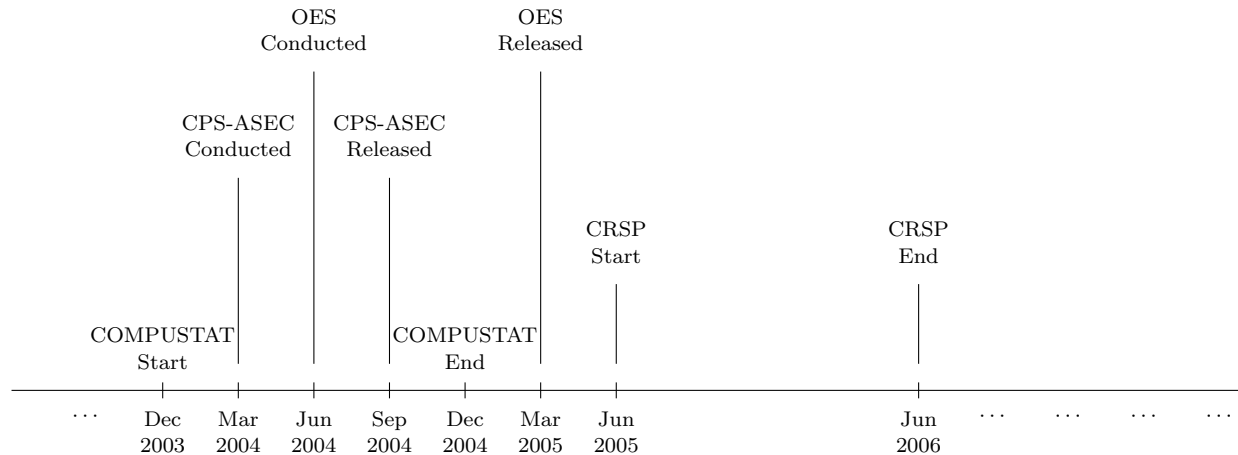 OES
Conducted
OES
Released
CPS-ASEC
Conducted
CPS-ASEC
Released
CRSP
Start
CRSP
End
COMPUSTAT
Start
COMPUSTAT
End
... Dec Mar Jun Sep Dec Mar Jun Jun ... ... ... ...
2003 2004 2004 2004 2004 2005 2005 2006